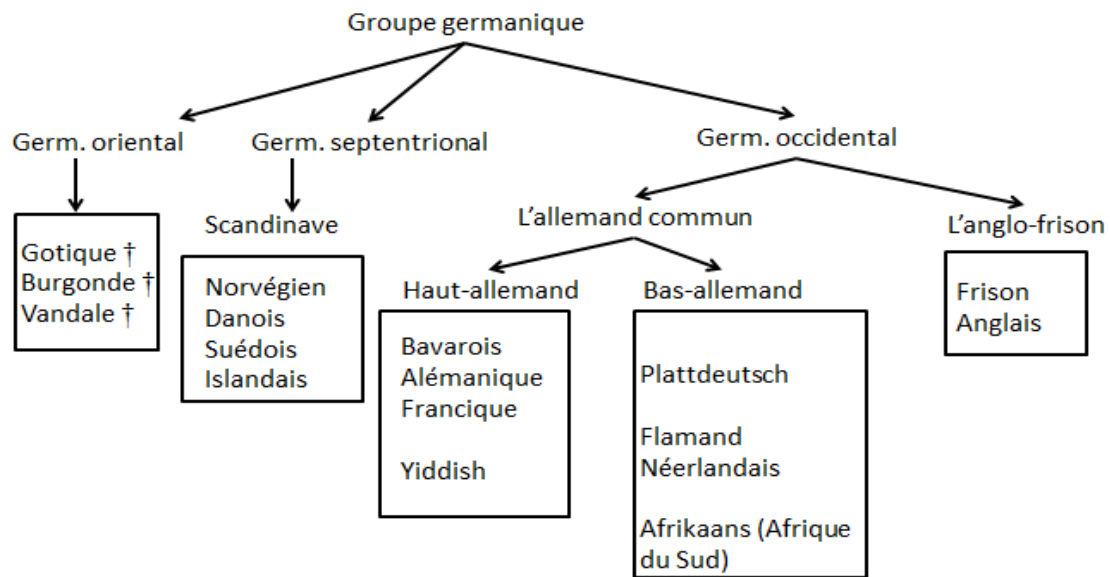 Groupe germanique
Germ. oriental
Germ. septentrional
Germ. occidental
Gotique †
Burgonde †
Vandale †
Scandinave
Norvégien
Danois
Suédois
Islandais
L'allemand commun
L'anglo-frison
Haut-allemand
Bavarois
Alémanique
Francique
Yiddish
Bas-allemand
Plattdeutsch
Flamand
Néerlandais
Afrikaans (Afrique
du Sud)
Frison
Anglais